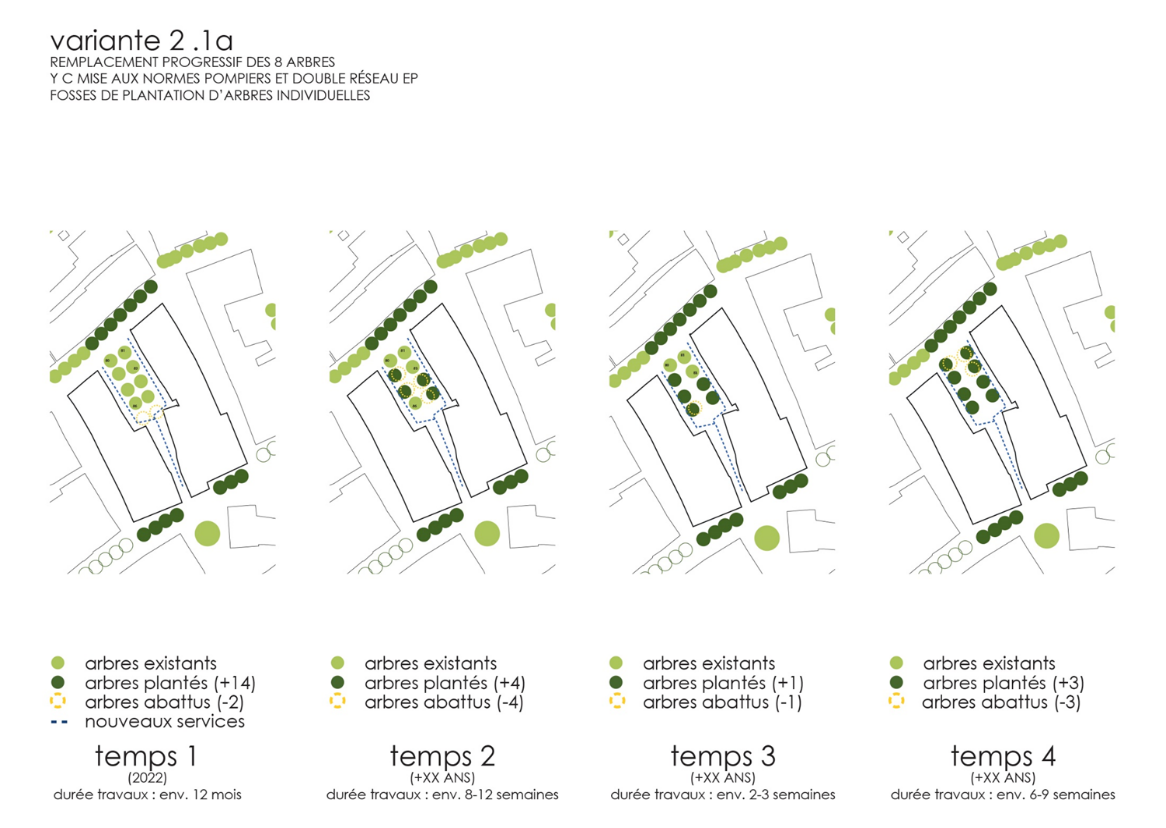 variante 2 .1a
REMPLACEMENT PROGRESSIF DES 8 ARBRES
Y C MISE AUX NORMES POMPIERS ET DOUBLE RÉSEAU EP
FOSSES DE PLANTATION D'ARBRES INDIVIDUELLES
arbres existants
arbres plantés (+14)
arbres abattus (-2)
nouveaux services
temps 1
(2022)
durée travaux : env. 12 mois
arbres existants
arbres plantés (+4)
arbres abattus (-4)
temps 2
(+XX ANS)
durée travaux : env. 8-12 semaines
arbres existants
arbres plantés (+1)
arbres abattus (-1)
temps 3
(+XX ANS)
durée travaux : env. 2-3 semaines
arbres existants
arbres plantés (+3)
arbres abattus (-3)
temps 4
(+XX ANS)
durée travaux : env. 6-9 semaines